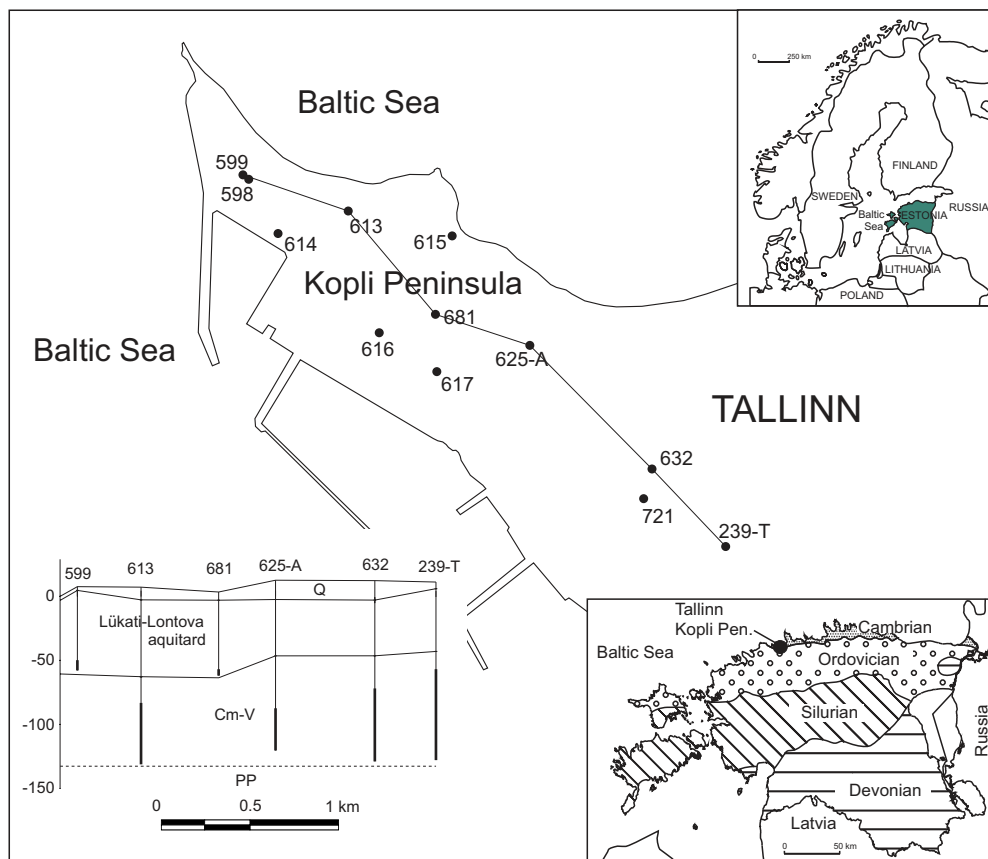 Baltic Sea
599
598
613
614
615
Kopli Peninsula
681
616
625-A
617
Baltic Sea
TALLINN
632
721
239-T
0 250 km
FINLAND
SWEDEN
RUSSIA
Baltic
Sea
ESTONIA
LATVIA
LITHUANIA
POLAND
599 613 681 625-A 632 239-T
0
Q
Lükati-Lontova
aquitard
-50
Cm-V
-100
PP
-150
0 0.5 1 km
Tallinn
Kopli Pen.
Cambrian
Baltic Sea
Ordovician
Silurian
Russia
Devonian
Latvia
0 50 km